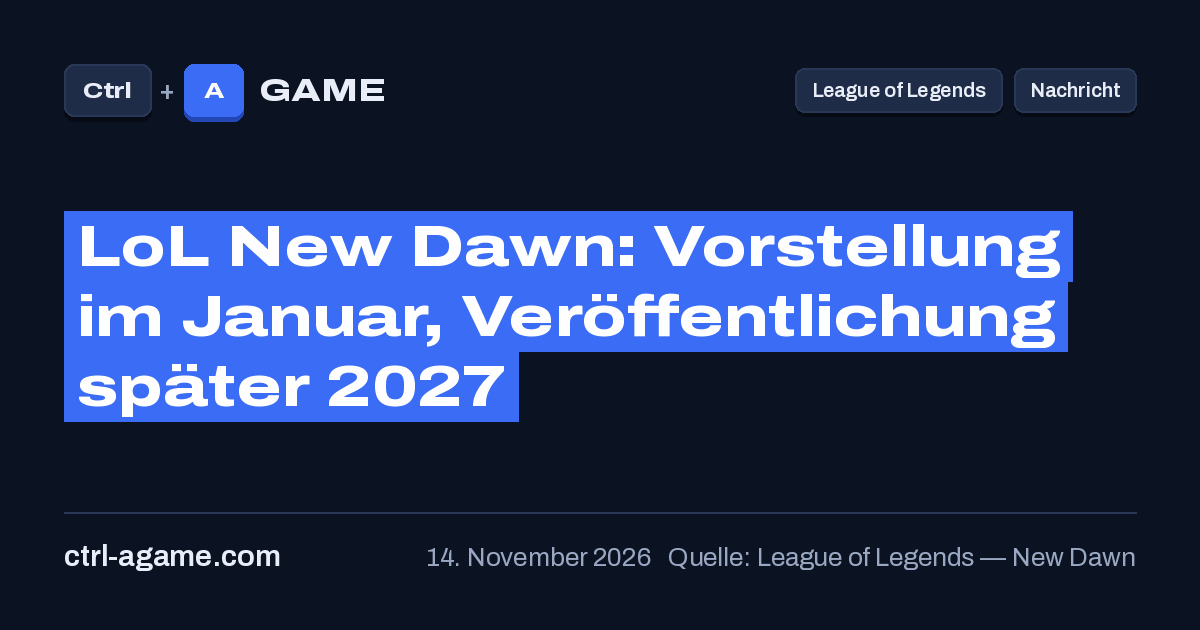 Ctrl + A GAME
League of Legends Nachricht
LoL New Dawn: Vorstellung
im Januar, Veröffentlichung
später 2027
ctrl-agame.com
14. November 2026 Quelle: League of Legends — New Dawn